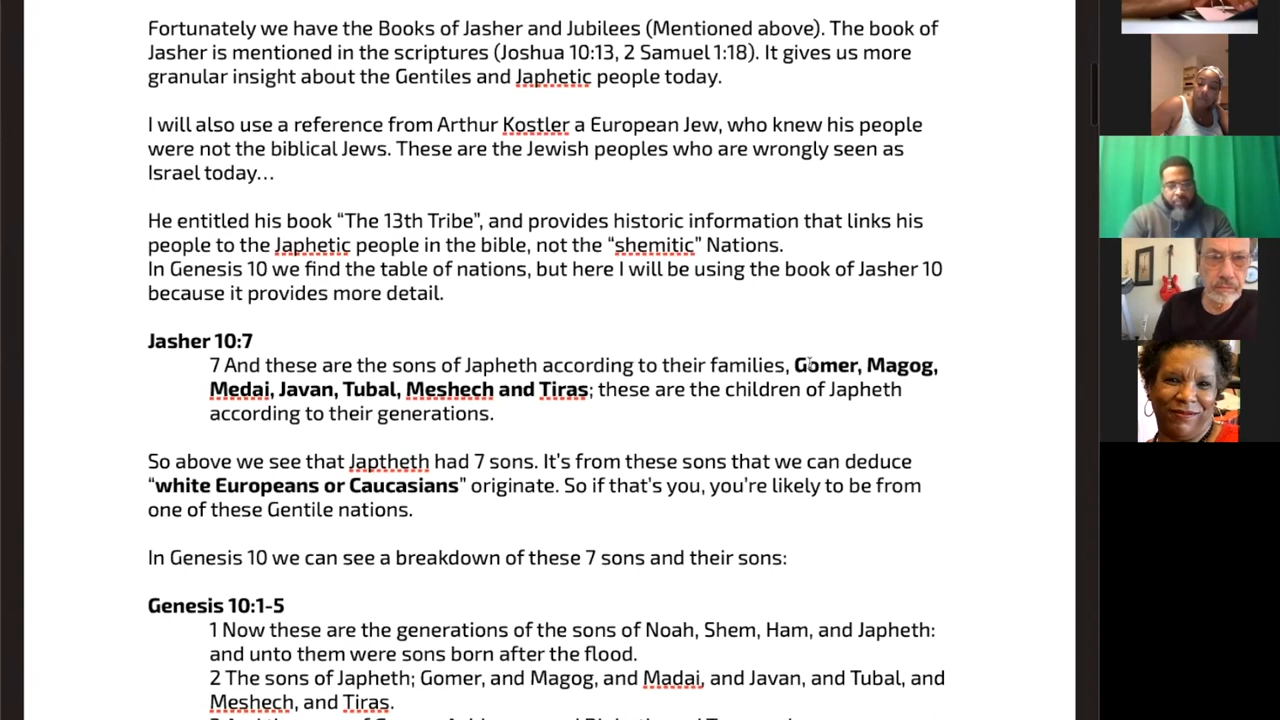 Fortunately we have the Books of Jasher and Jubilees (Mentioned above). The book of
Jasher is mentioned in the scriptures (Joshua 10:13, 2 Samuel 1:18). It gives us more
granular insight about the Gentiles and Japhetic people today.
I will also use a reference from Arthur Kostler a European Jew, who knew his people
were not the biblical Jews. These are the Jewish peoples who are wrongly seen as
Israel today…
He entitled his book “The 13th Tribe”, and provides historic information that links his
people to the Japhetic people in the bible, not the “shemitic” Nations.
In Genesis 10 we find the table of nations, but here I will be using the book of Jasher 10
because it provides more detail.
Jasher 10:7
7 And these are the sons of Japheth according to their families, Gomer, Magog,
Medai, Javan, Tubal, Meshech and Tiras; these are the children of Japheth
according to their generations.
So above we see that Japtheth had 7 sons. It’s from these sons that we can deduce
“white Europeans or Caucasians” originate. So if that’s you, you’re likely to be from
one of these Gentile nations.
In Genesis 10 we can see a breakdown of these 7 sons and their sons:
Genesis 10:1-5
1 Now these are the generations of the sons of Noah, Shem, Ham, and Japheth:
and unto them were sons born after the flood.
2 The sons of Japheth; Gomer, and Magog, and Madai, and Javan, and Tubal, and
Meshech, and Tiras.